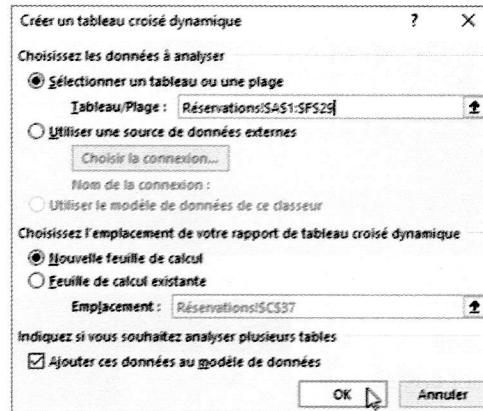 Créer un tableau croisé dynamique ? ×
Choisissez les données à analyser
Sélectionner un tableau ou une plage
Tableau/Plage : Réservations!$A$1:$F$29
Utiliser une source de données externes
Choisir la connexion...
Nom de la connexion :
Utiliser le modèle de données de ce classeur
Choisissez l'emplacement de votre rapport de tableau croisé dynamique
Nouvelle feuille de calcul
Feuille de calcul existante
Emplacement : Réservations!$C$37
Indiquez si vous souhaitez analyser plusieurs tables
Ajouter ces données au modèle de données
OK Annuler